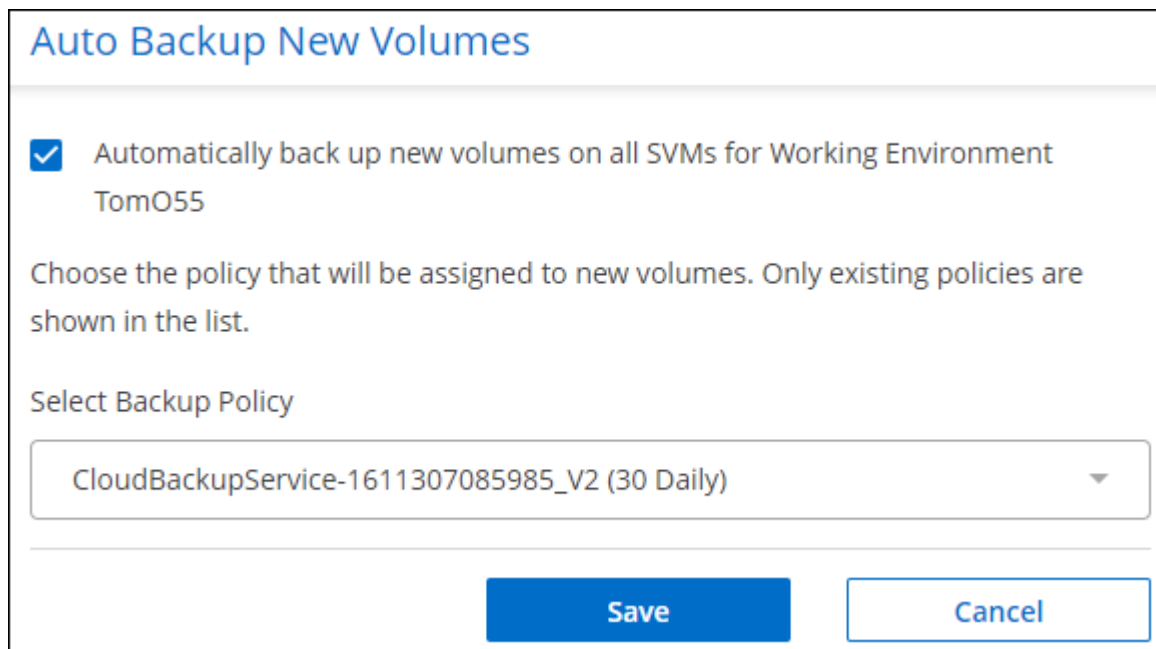 Auto Backup New Volumes
Automatically back up new volumes on all SVMs for Working Environment
TomO55
Choose the policy that will be assigned to new volumes. Only existing policies are
shown in the list.
Select Backup Policy
CloudBackupService-1611307085985_V2 (30 Daily)
Save
Cancel